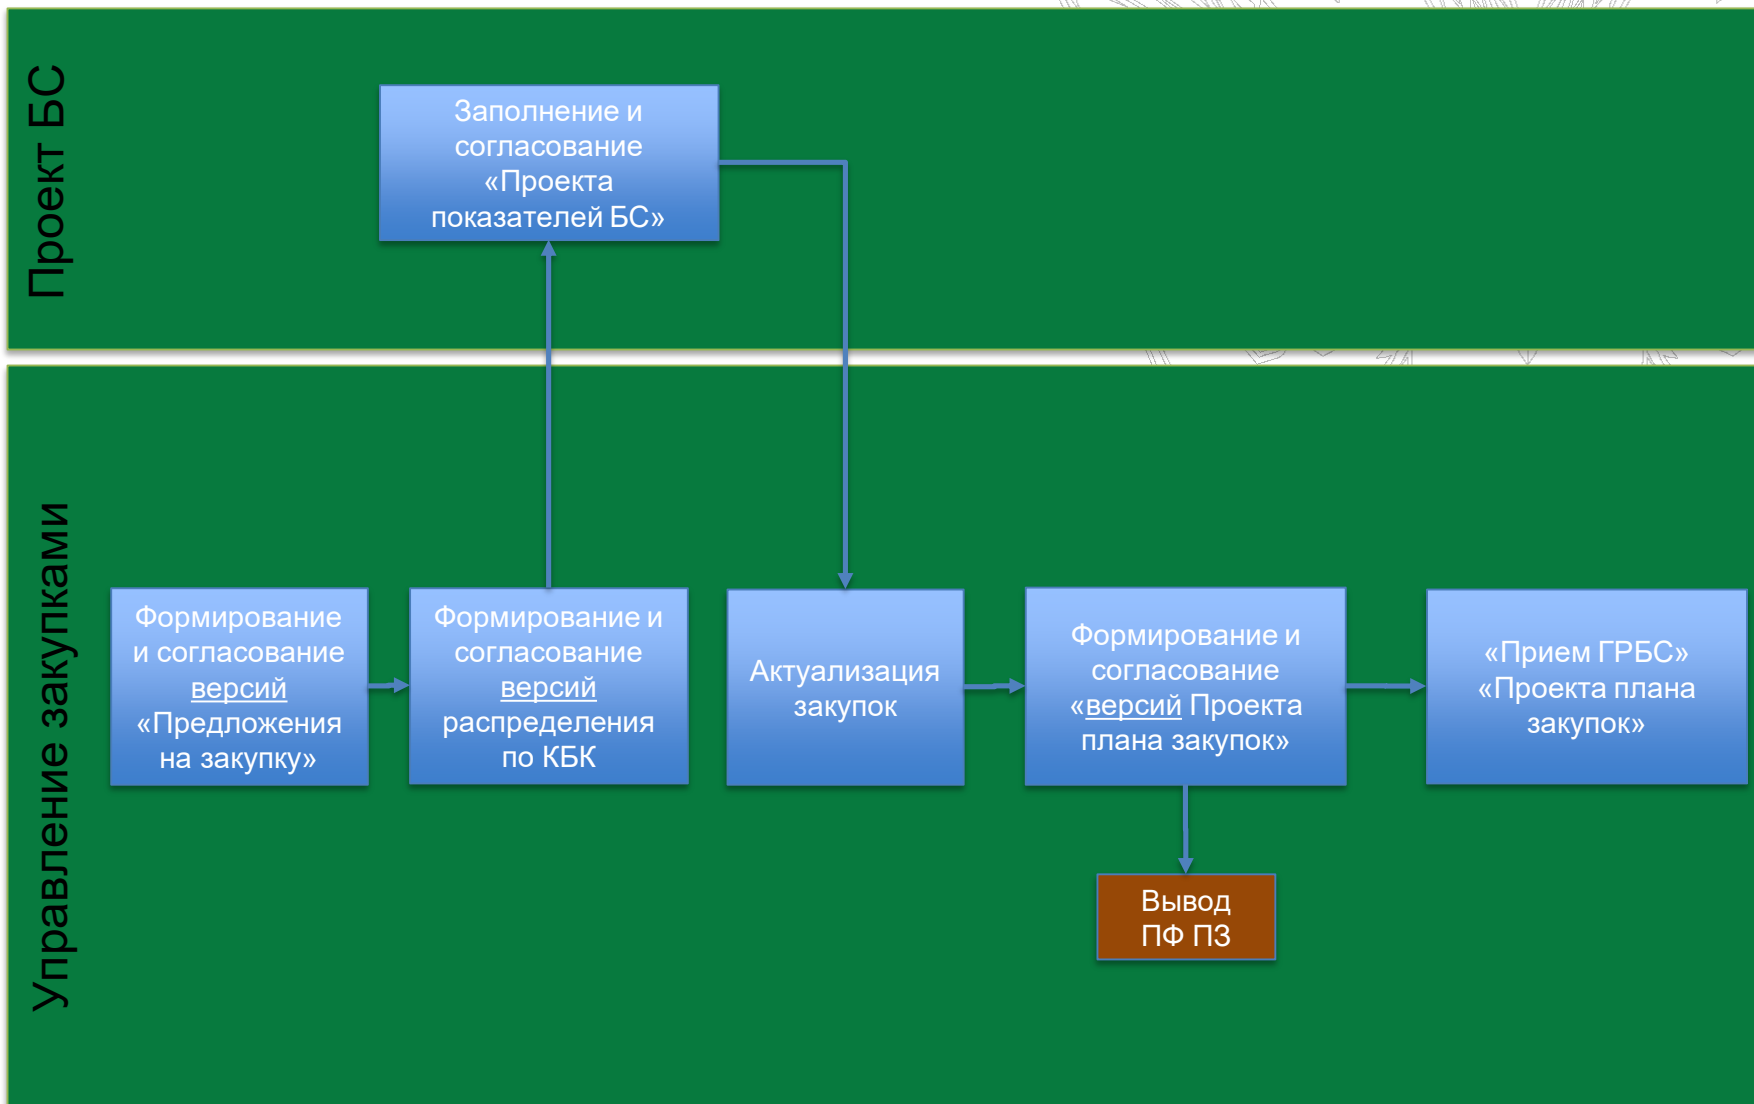 Проект БС
Заполнение и
согласование
«Проекта
показателей БС»
Управление закупками
Формирование
и согласование
версий
«Предложения
на закупку»
Формирование и
согласование
версий
распределения
по КБК
Актуализация
закупок
Формирование и
согласование
«версий Проекта
плана закупок»
«Прием ГРБС»
«Проекта плана
закупок»
Вывод
ПФ ПЗ